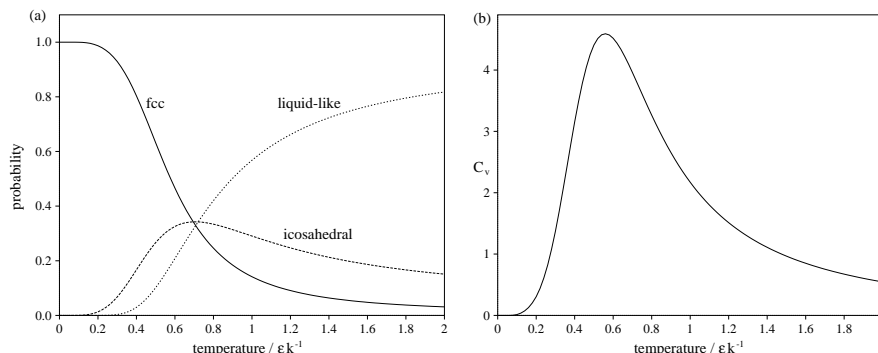 (a)
1.0
0.8
0.6
0.4
0.2
0.0
probability
fcc
liquid-like
icosahedral
0 0.2 0.4 0.6 0.8 1 1.2 1.4 1.6 1.8 2
temperature / εk⁻¹
(b)
4
3
2
1
0
Cᵥ
0 0.2 0.4 0.6 0.8 1 1.2 1.4 1.6 1.8
temperature / εk⁻¹